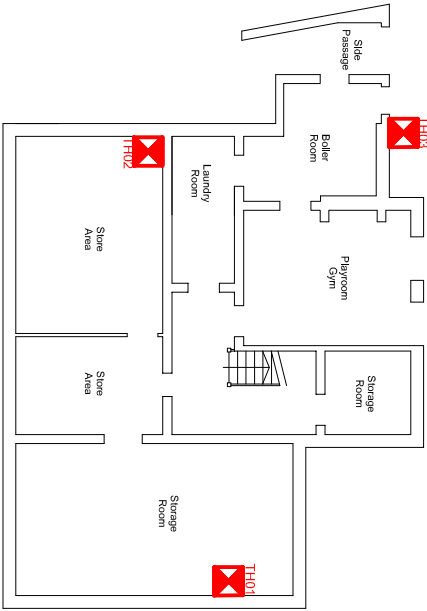 Side
Passage
TH03
Boiler
Room
TH02
Laundry
Room
Store
Area
Playroom
Gym
Store
Area
Storage
Room
Storage
Room
TH01